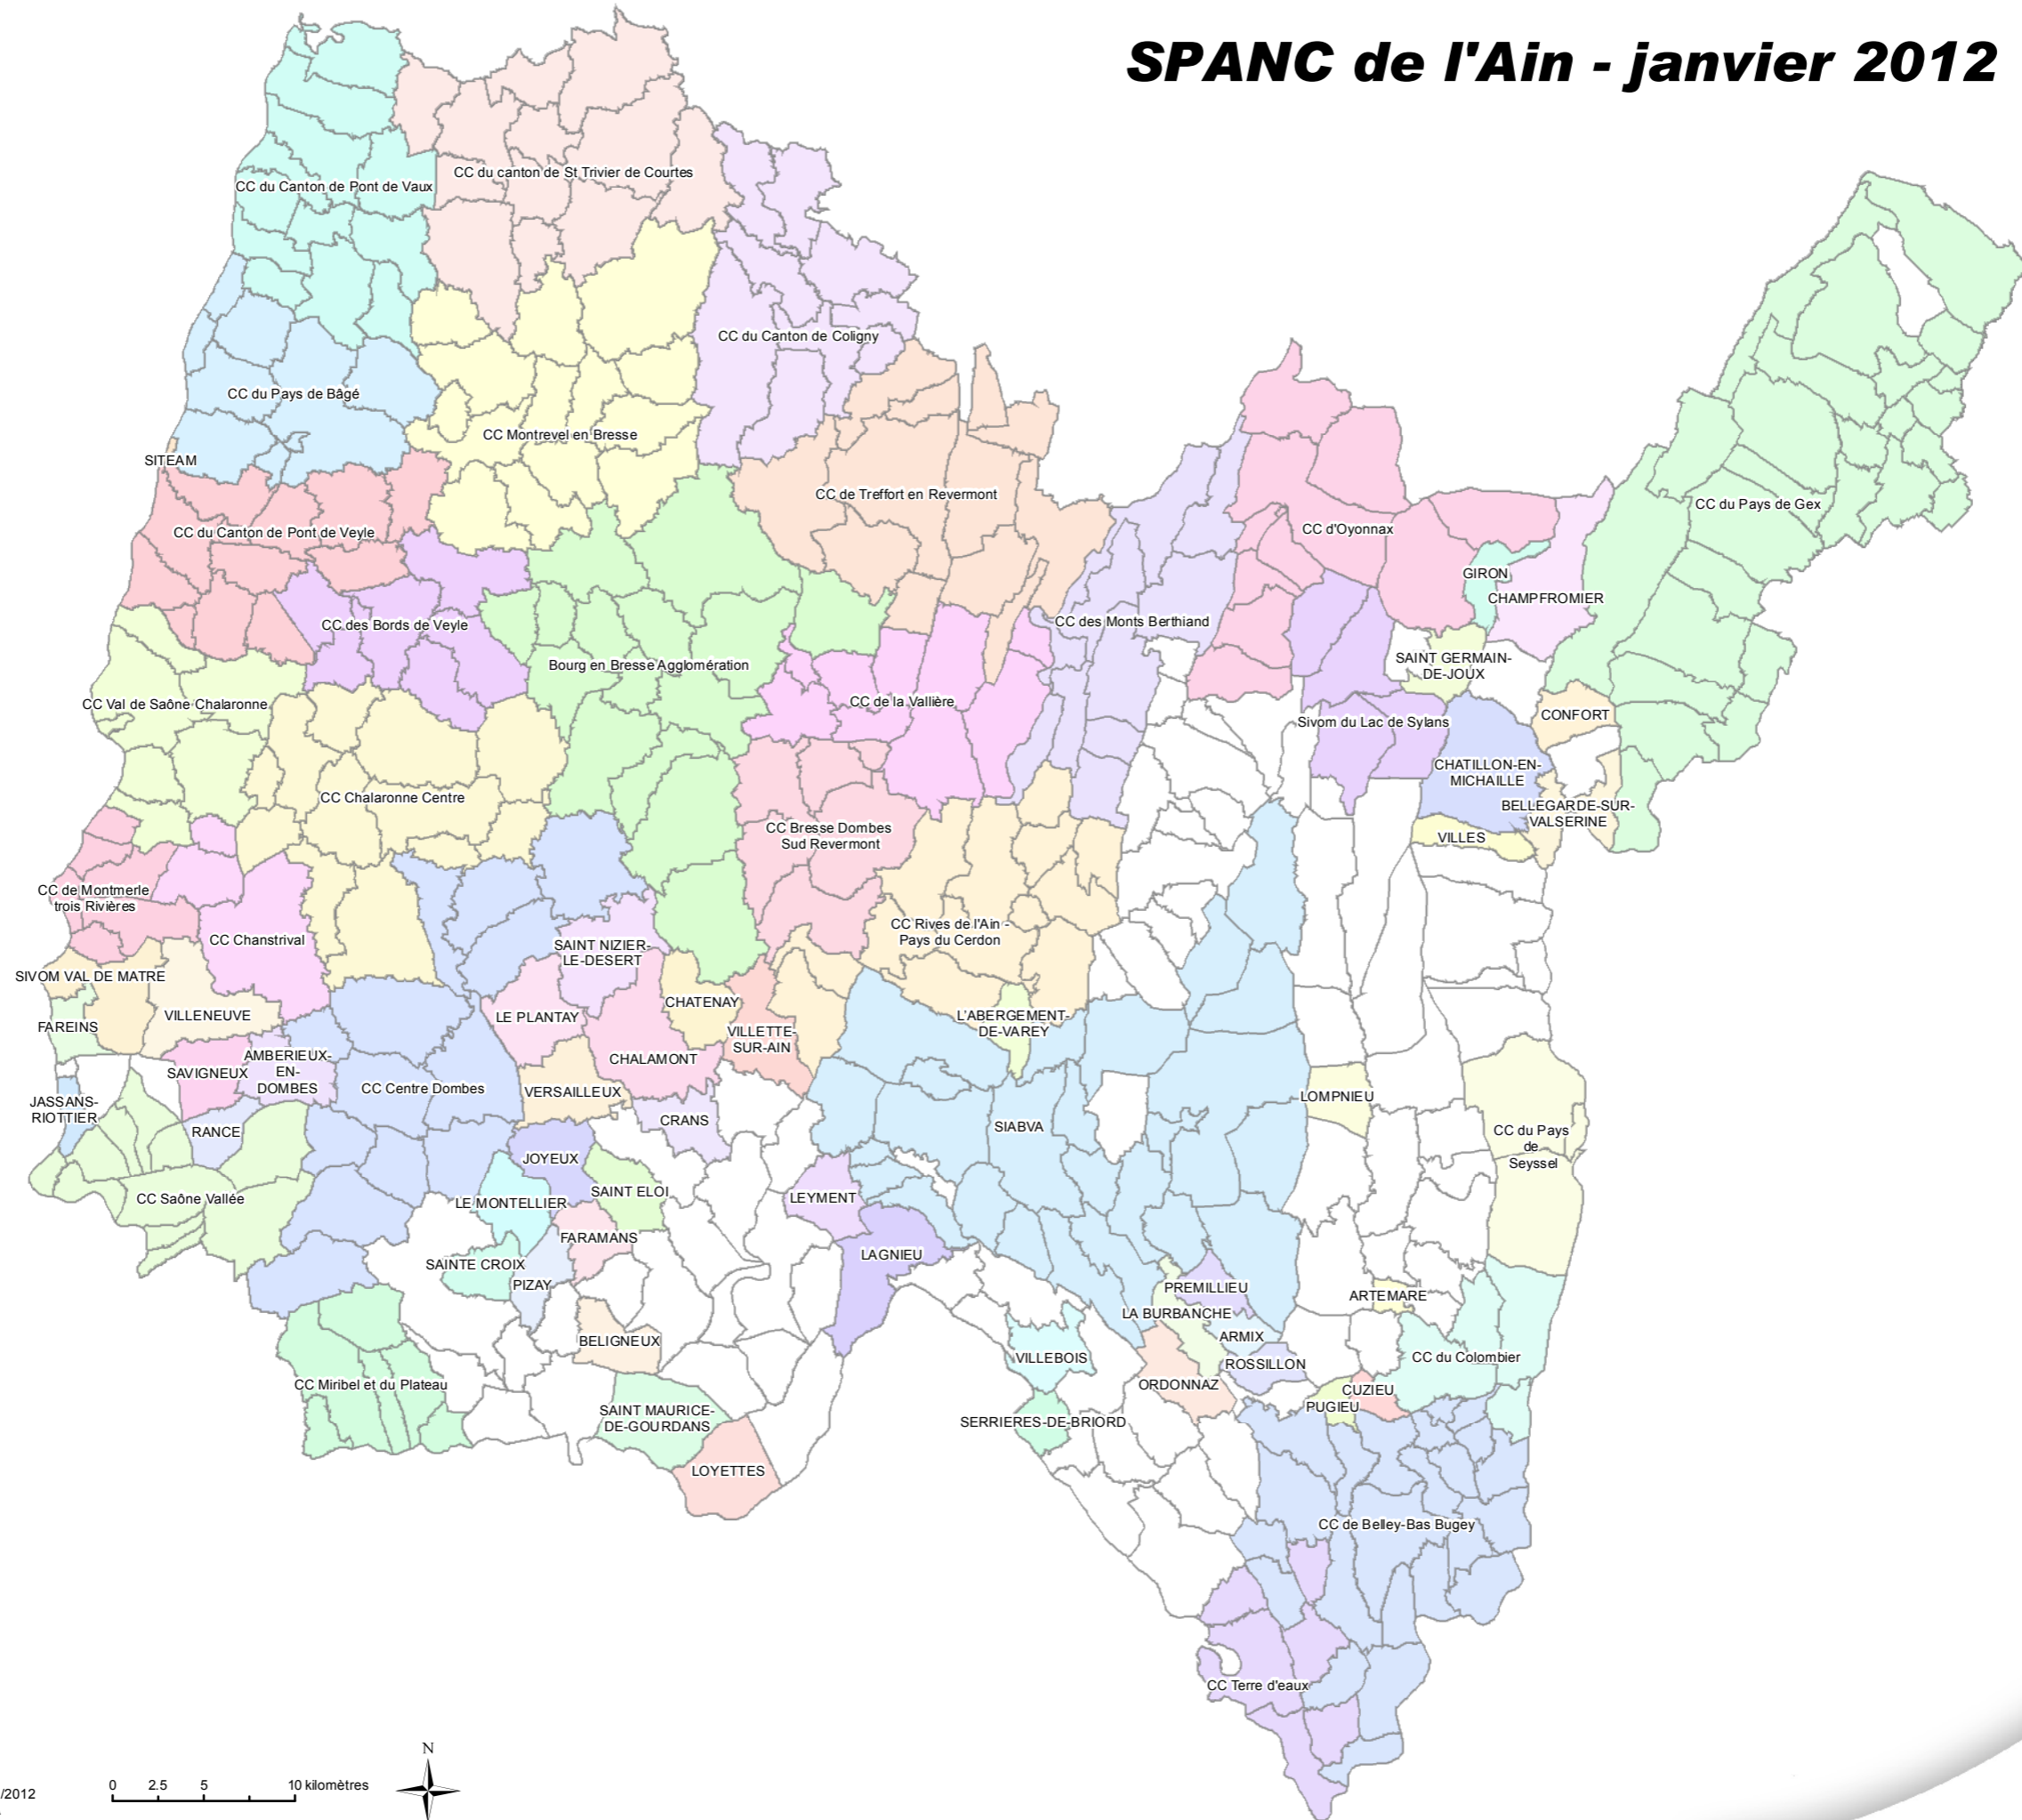 SPANC de l'Ain - janvier 2012
CC du canton de St Trivier de Courtes
CC du Canton de Pont de Vaux
CC du Canton de Coligny
CC du Pays de Bâgé
CC Montrevel en Bresse
SITEAM
CC de Treffort en Revermont
CC du Pays de Gex
CC du Canton de Pont de Veyle
CC d'Oyonnax
GIRON
CHAMPFROMIER
CC des Bords de Veyle
CC des Monts Berthiand
Bourg en Bresse Agglomération
SAINT GERMAIN-
DE-JOUX
CC Val de Saône Chalaronne
CC de la Vallière
Sivom du Lac de Sylans
CONFORT
CHATILLON-EN-
MICHAILLE
CC Chalaronne Centre
BELLEGARDE-SUR-
VALSERINE
CC Bresse Dombes
Sud Revermont
VILLES
CC de Montmerle
trois Rivières
CC Chanstrival
CC Rives de l'Ain -
Pays du Cerdon
SAINT NIZIER-
LE-DESERT
SIVOM VAL DE MATRE
CHATENAY
VILLENEUVE
LE PLANTAY
L'ABERGEMENT-
DE-VAREY
FAREINS
VILLETTE-
SUR-AIN
CHALAMONT
AMBERIEUX-
EN-
DOMBES
SAVIGNEUX
CC Centre Dombes
VERSAILLEUX
LOMPNIEU
JASSANS-
RIOTTIER
CRANS
SIABVA
RANCE
CC du Pays
de
Seyssel
JOYEUX
SAINT ELOI
CC Saône Vallée
LE MONTELLIER
LEYMENT
FARAMANS
LAGNIEU
SAINTE CROIX
PIZAY
PREMILLIEU
ARTEMARE
LA BURBANCHE
ARMIX
BELIGNEUX
VILLEBOIS
ROSSILLON
CC du Colombier
CC Miribel et du Plateau
ORDONNAZ
CUZIEU
PUGIEU
SAINT MAURICE-
DE-GOURDANS
SERRIERES-DE-BRIORD
LOYETTES
CC de Belley-Bas Bugey
CC Terre d'eaux
N
0 2.5 5 10 kilomètres
/2012